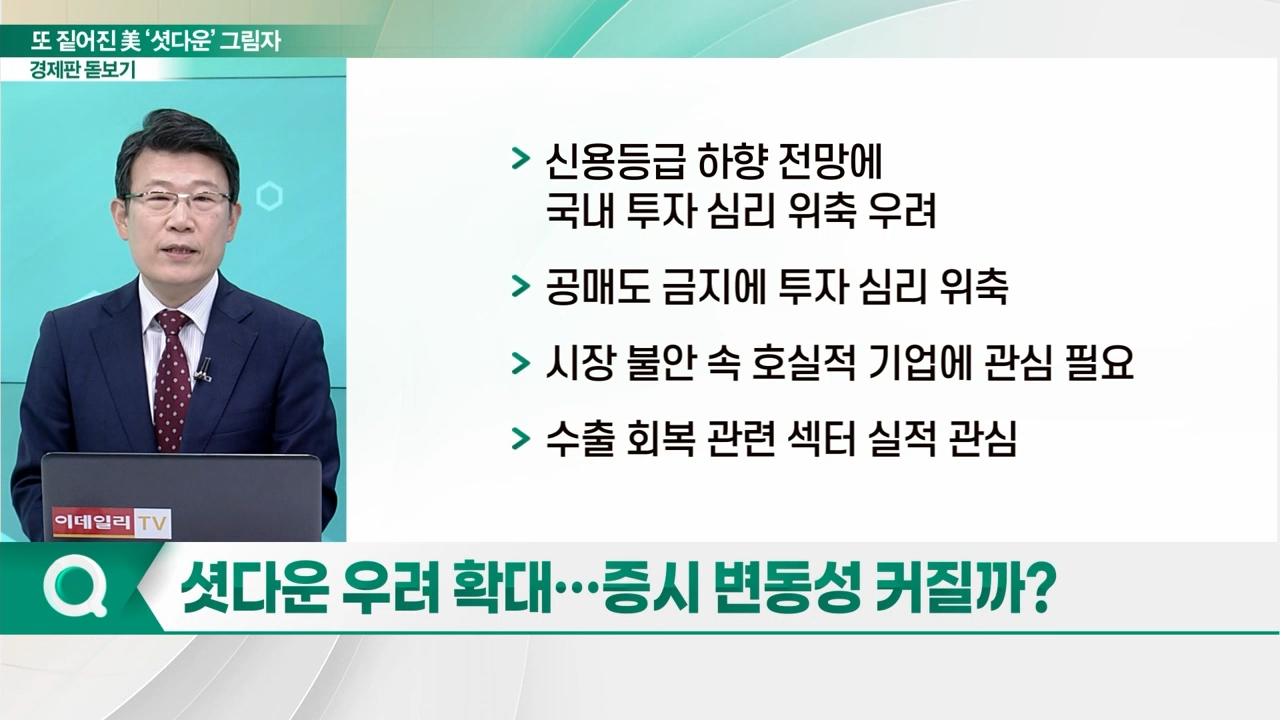 또 짙어진 美 ‘셧다운’ 그림자
경제판 돋보기
> 신용등급 하향 전망에
국내 투자 심리 위축 우려
> 공매도 금지에 투자 심리 위축
> 시장 불안 속 호실적 기업에 관심 필요
> 수출 회복 관련 섹터 실적 관심
이데일리 TV
셧다운 우려 확대…증시 변동성 커질까?